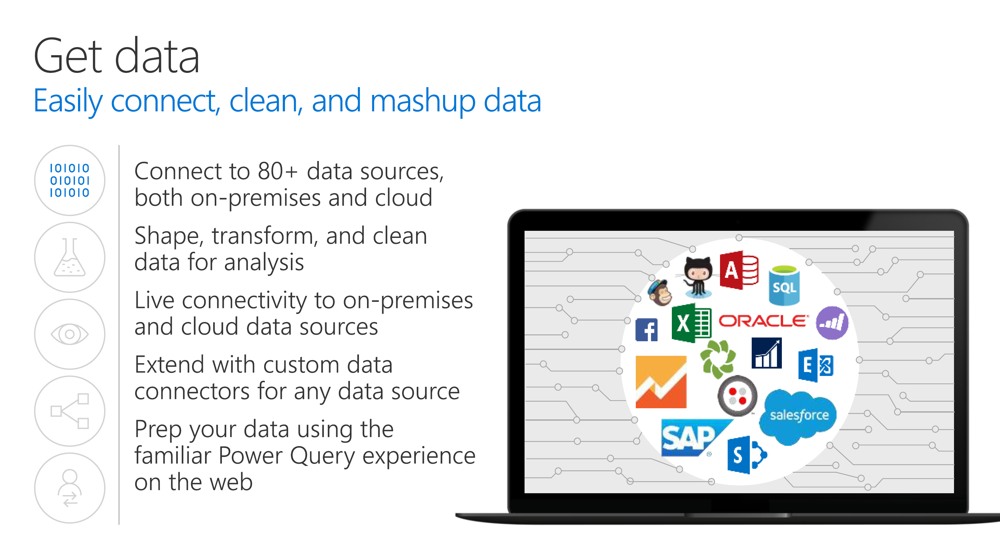 Get data
Easily connect, clean, and mashup data
101010
010101
101010
Connect to 80+ data sources,
both on-premises and cloud
Shape, transform, and clean
data for analysis
Live connectivity to on-premises
and cloud data sources
Extend with custom data
connectors for any data source
Prep your data using the
familiar Power Query experience
on the web
A
SQL
f
X
ORACLE
E
salesforce
SAP
S